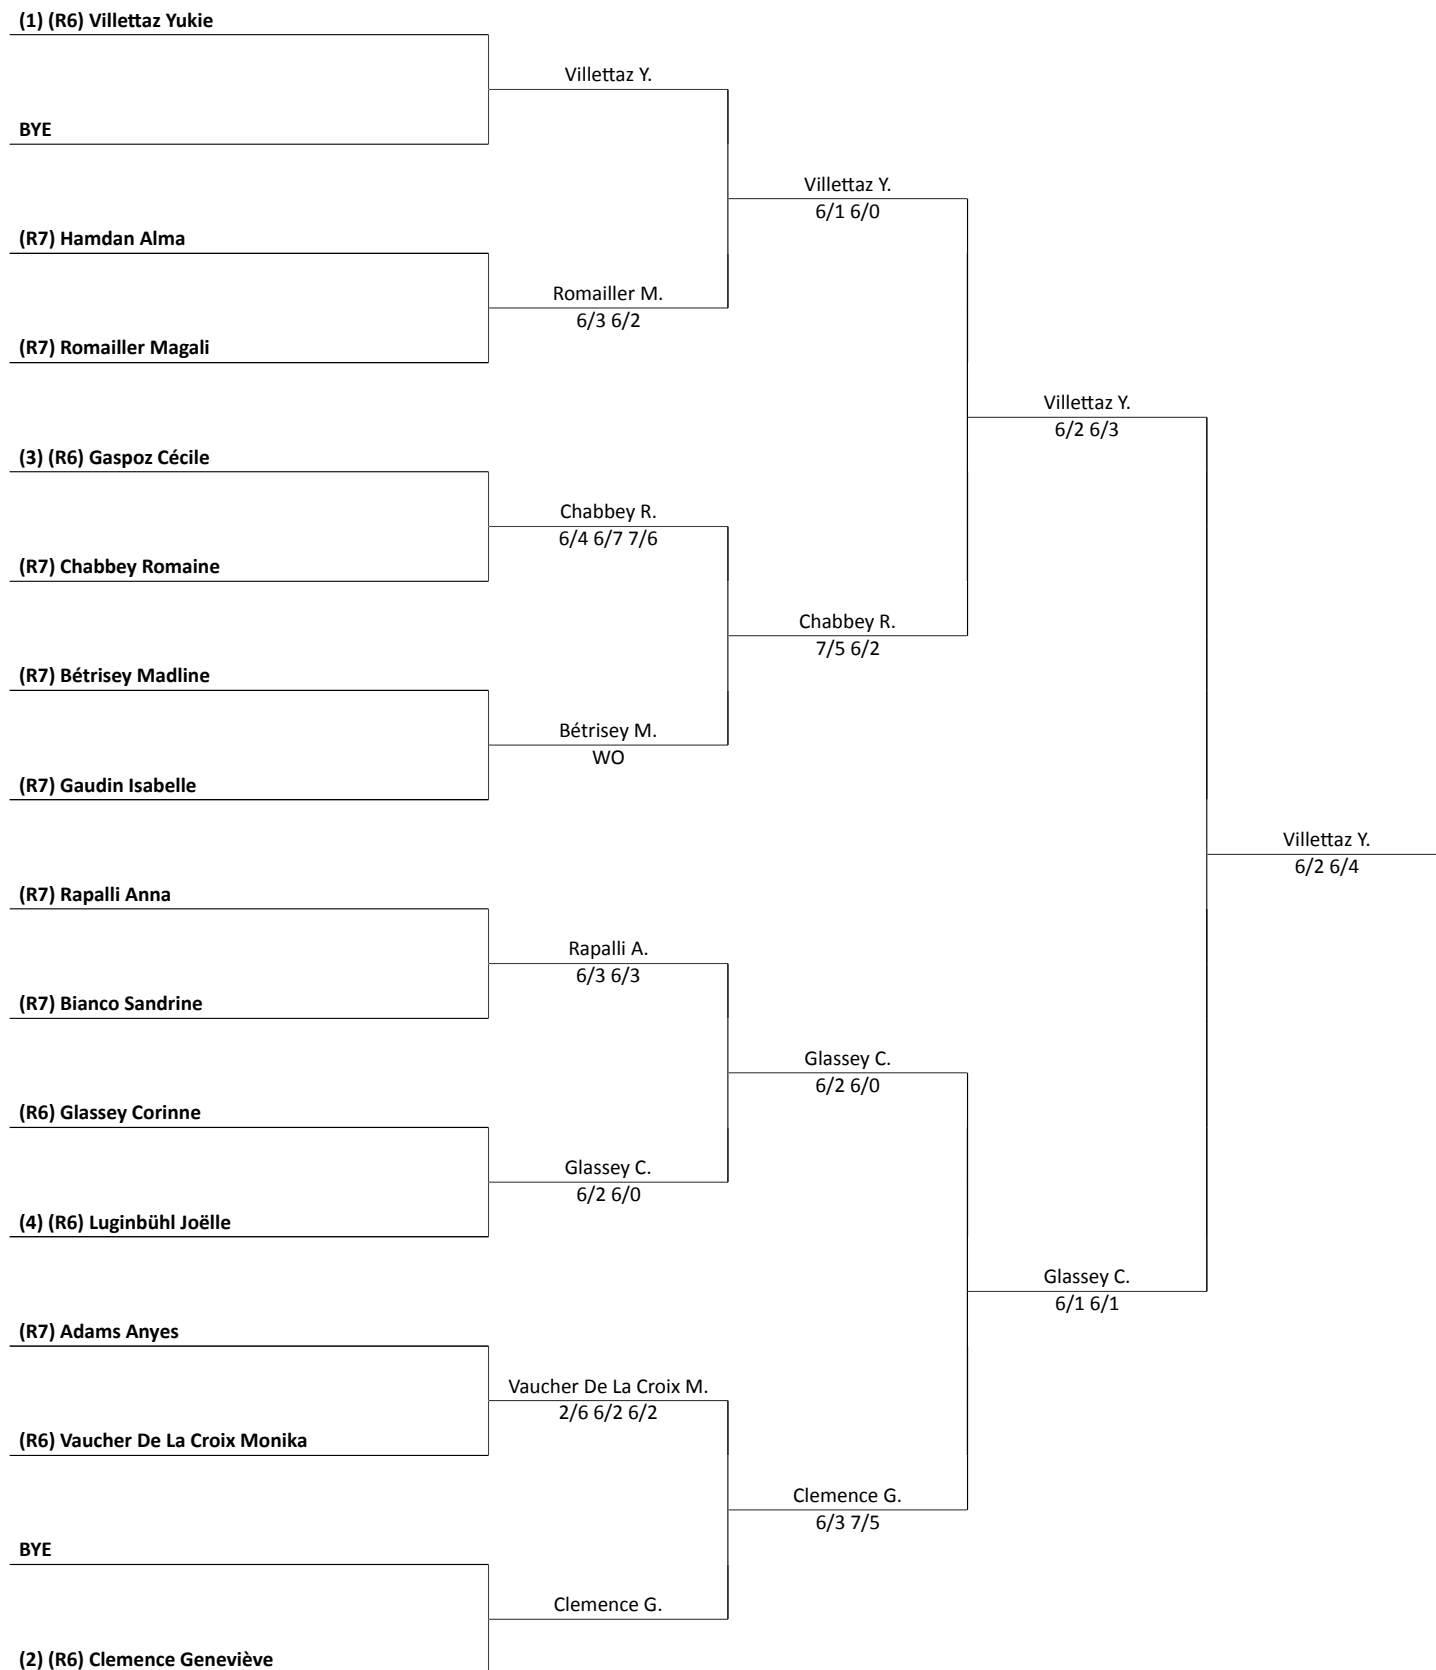 (1) (R6) Villettaz Yukie
Villettaz Y.
BYE
Villettaz Y.
6/1 6/0
(R7) Hamdan Alma
Romailler M.
6/3 6/2
(R7) Romailler Magali
Villettaz Y.
6/2 6/3
(3) (R6) Gaspoz Cécile
Chabbey R.
6/4 6/7 7/6
(R7) Chabbey Romaine
Chabbey R.
7/5 6/2
(R7) Bétrisey Madline
Bétrisey M.
WO
(R7) Gaudin Isabelle
Villettaz Y.
6/2 6/4
(R7) Rapalli Anna
Rapalli A.
6/3 6/3
(R7) Bianco Sandrine
Glassey C.
6/2 6/0
(R6) Glassey Corinne
Glassey C.
6/2 6/0
(4) (R6) Luginbühl Joëlle
Glassey C.
6/1 6/1
(R7) Adams Anyes
Vaucher De La Croix M.
2/6 6/2 6/2
(R6) Vaucher De La Croix Monika
Clemence G.
6/3 7/5
BYE
Clemence G.
(2) (R6) Clemence Geneviève